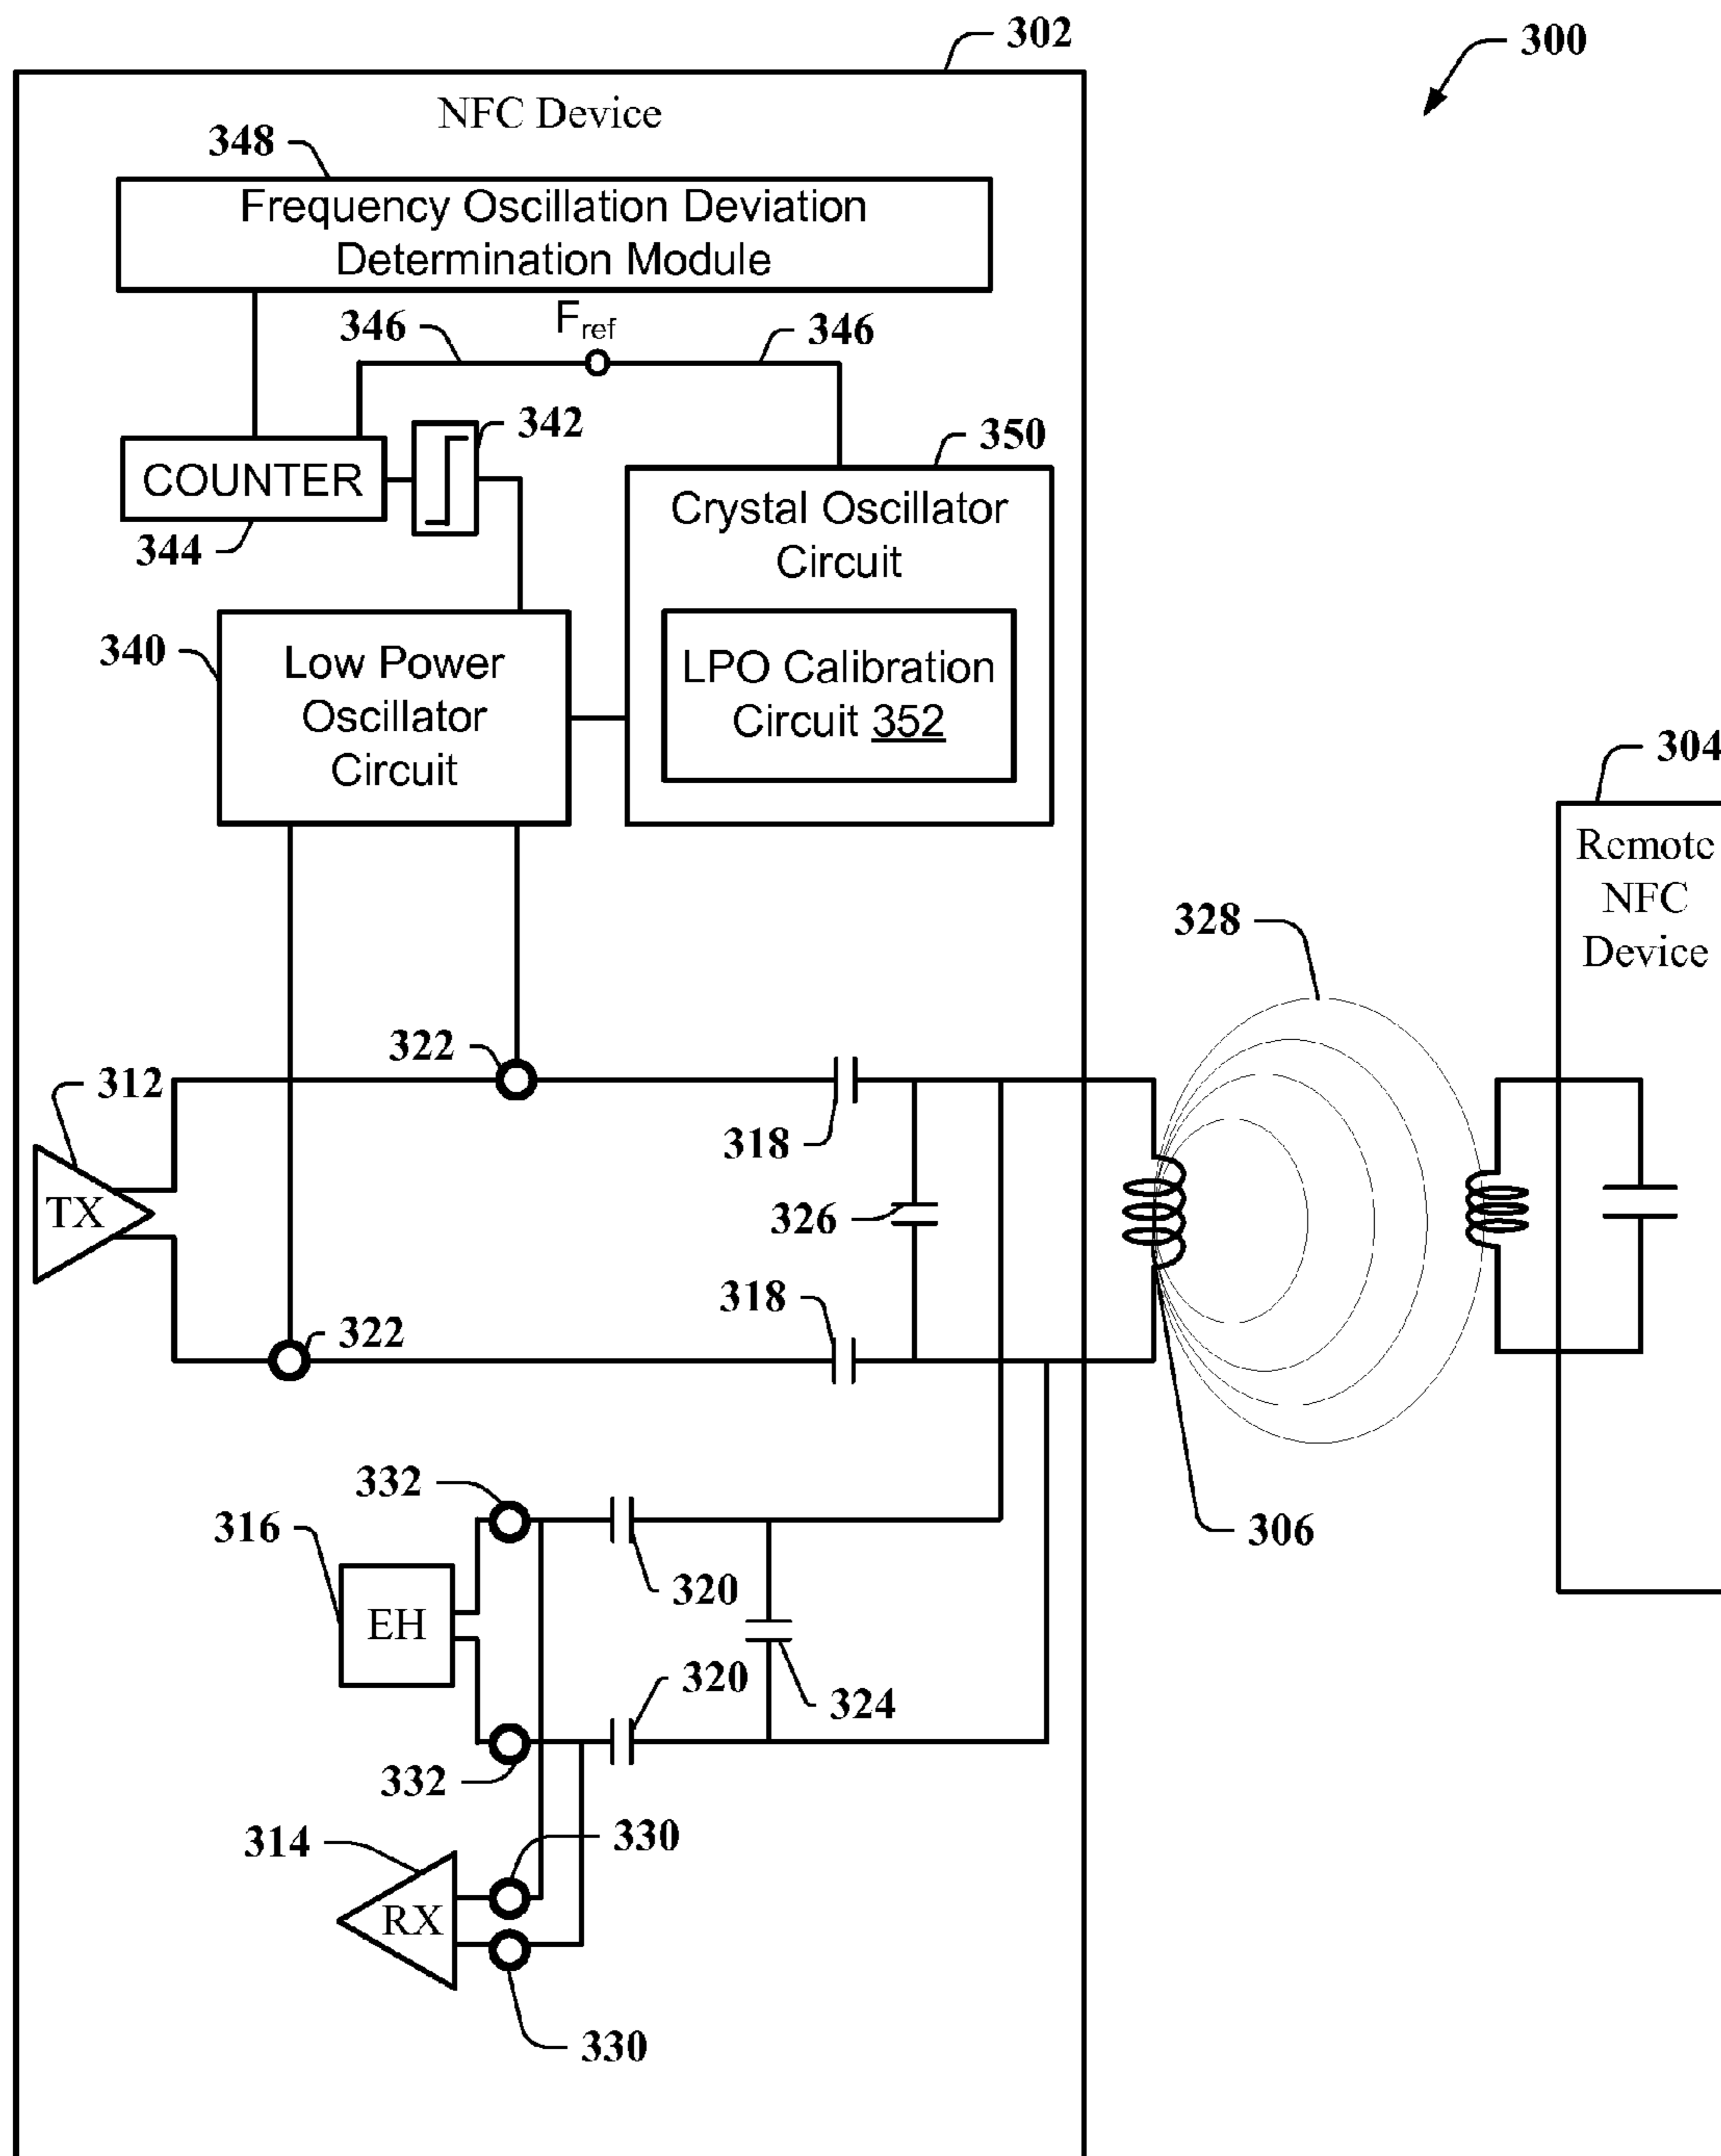 302
300
NFC Device
348
Frequency Oscillation Deviation
Determination Module
346
Fref
346
342
350
COUNTER
344
Crystal Oscillator
Circuit
340
Low Power
Oscillator
Circuit
LPO Calibration
Circuit 352
304
Remote
NFC
Device
328
322
312
318
TX
326
318
322
332
316
320
306
EH
320
324
332
314
330
RX
330